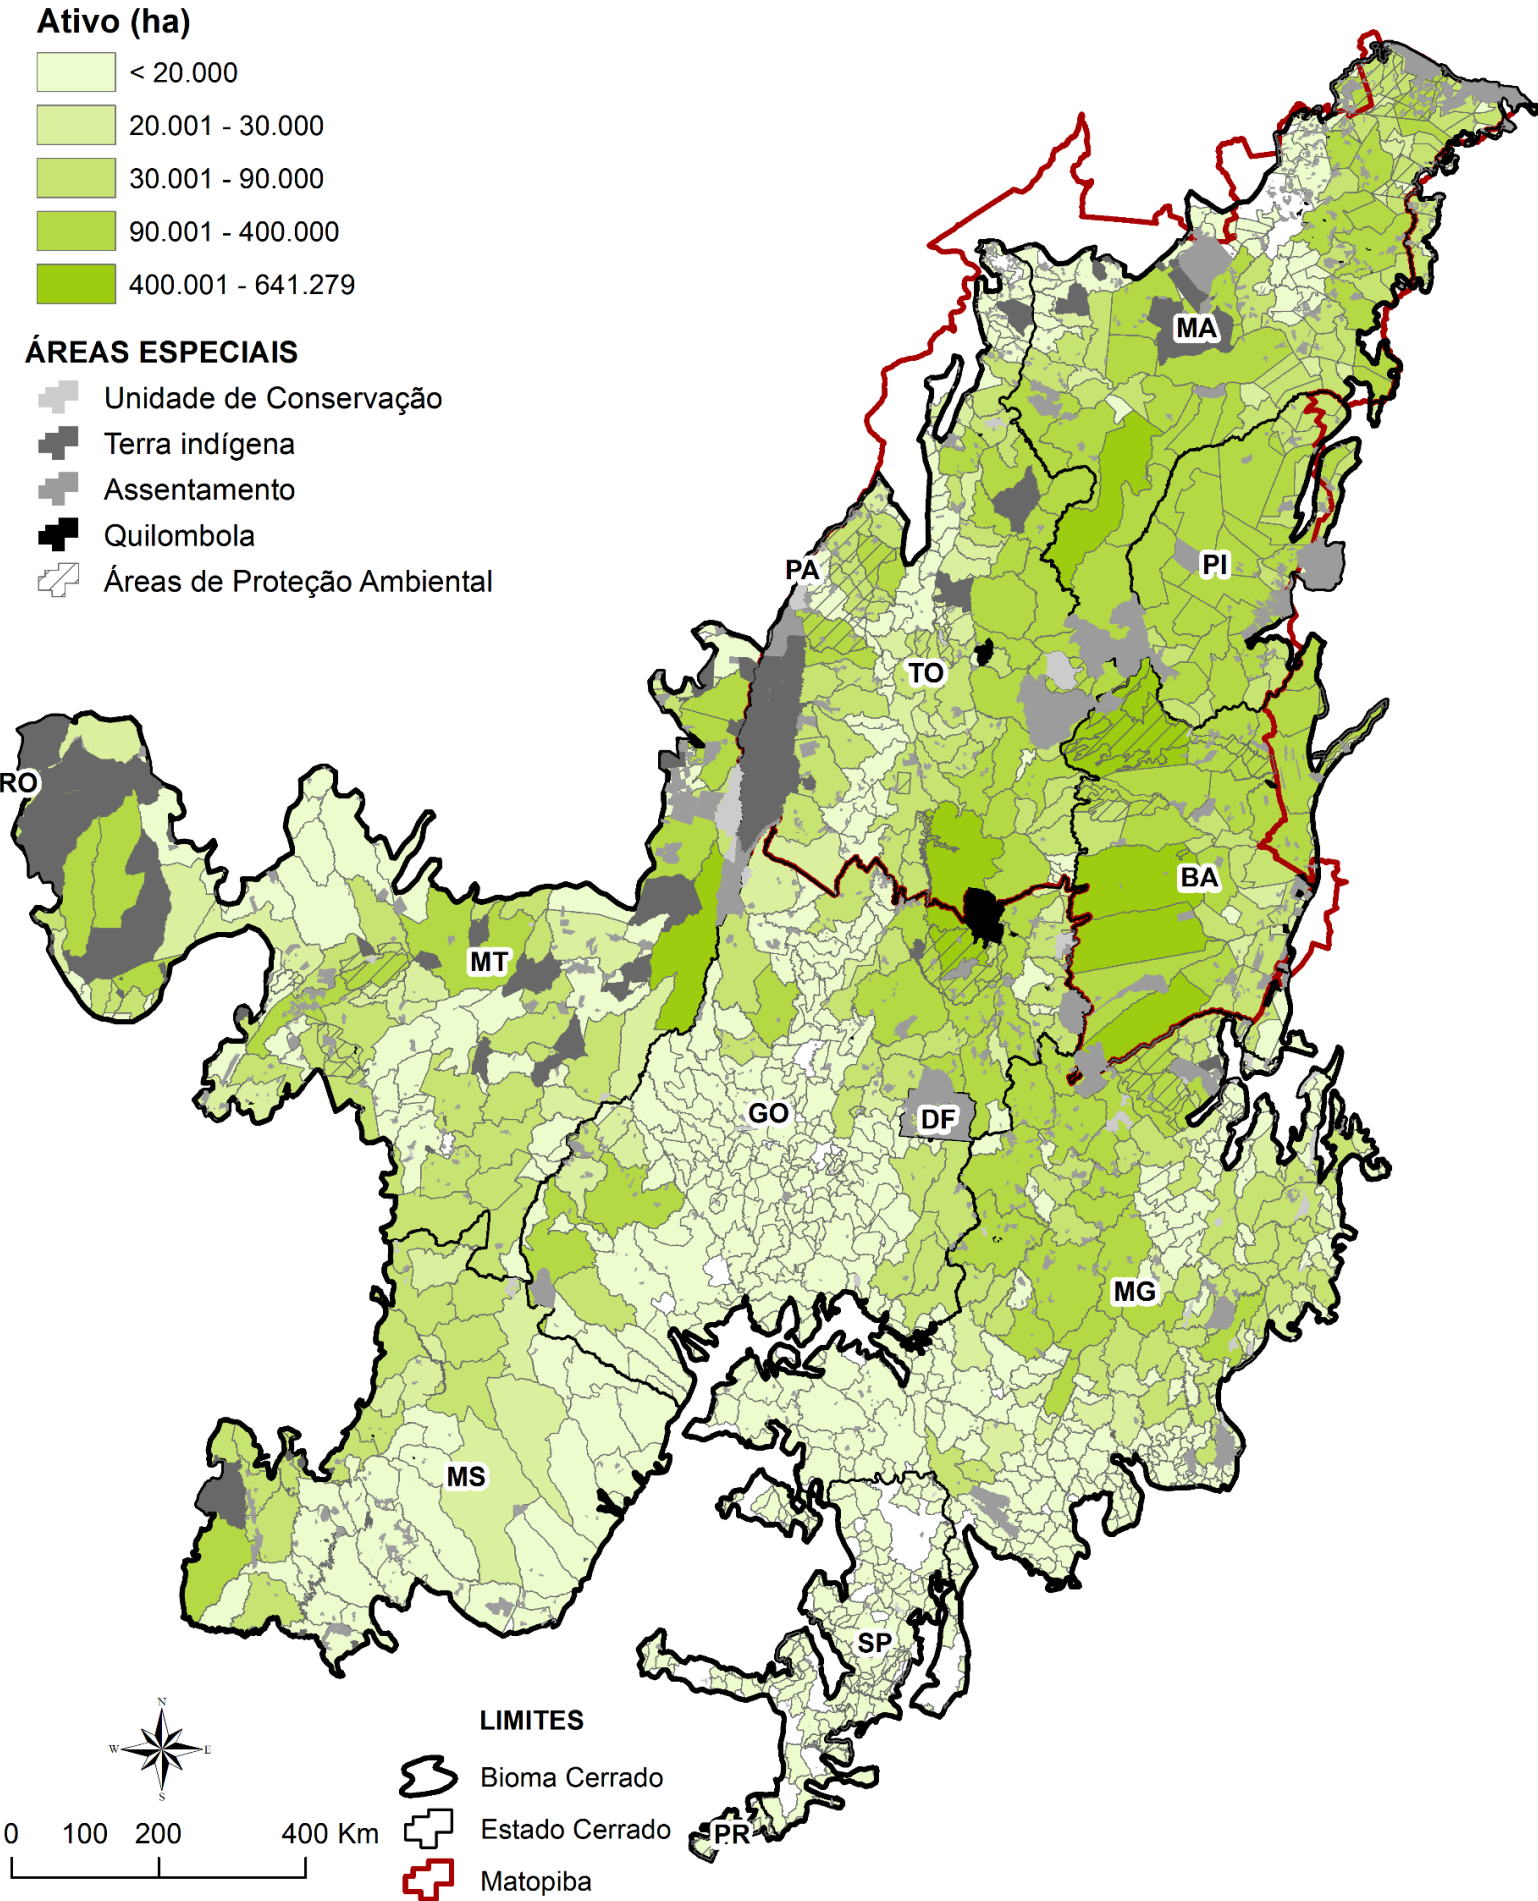 Ativo (ha)
< 20.000
20.001 - 30.000
30.001 - 90.000
90.001 - 400.000
400.001 - 641.279
ÁREAS ESPECIAIS
Unidade de Conservação
Terra indígena
Assentamento
Quilombola
Áreas de Proteção Ambiental
MA
PI
PA
TO
RO
BA
MT
GO
DF
MG
MS
SP
PR
N
W E
S
0 100 200 400 Km
LIMITES
Bioma Cerrado
Estado Cerrado
Matopiba